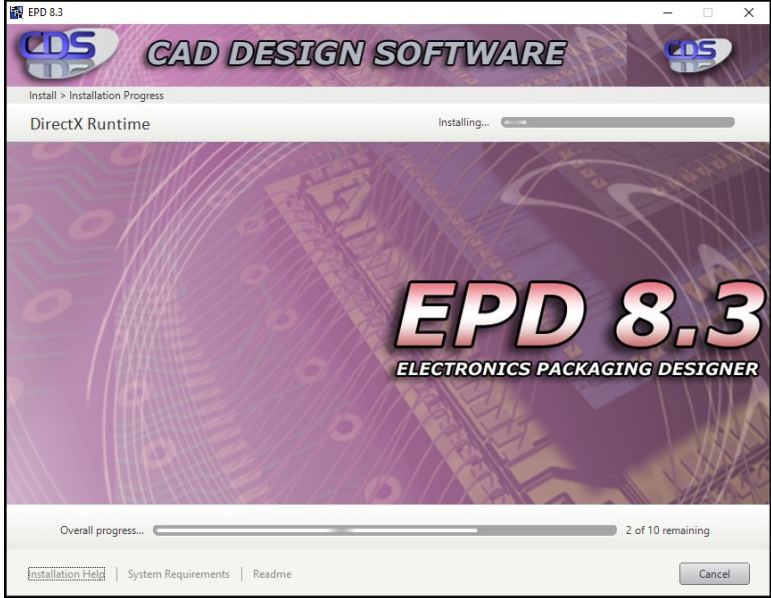 EPD 8.3
CDS CAD DESIGN SOFTWARE CDS
Install > Installation Progress
DirectX Runtime Installing...
EPD 8.3
ELECTRONICS PACKAGING DESIGNER
Overall progress... 2 of 10 remaining
Installation Help | System Requirements | Readme Cancel